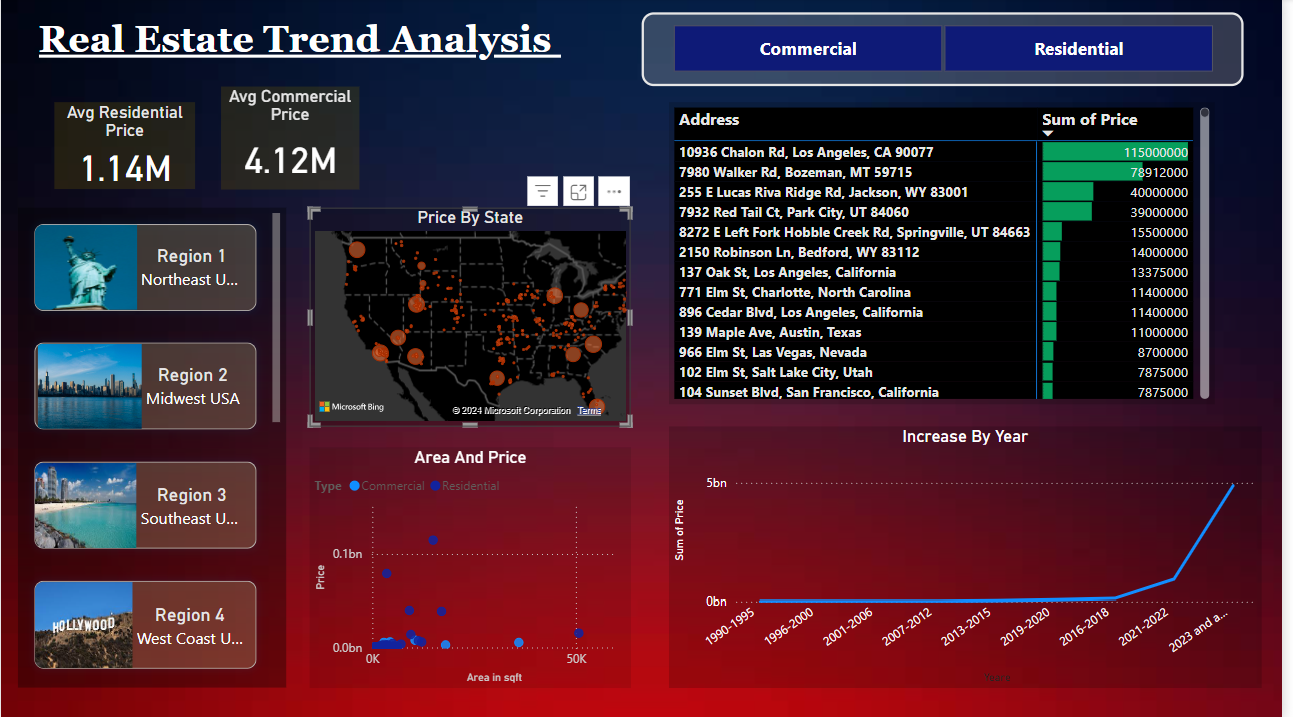 Real Estate Trend Analysis
Commercial
Residential
Avg Residential
Price
1.14M
Avg Commercial
Price
4.12M
Address Sum of Price
10936 Chalon Rd, Los Angeles, CA 90077 115000000
7980 Walker Rd, Bozeman, MT 59715 78912000
255 E Lucas Riva Ridge Rd, Jackson, WY 83001 40000000
7932 Red Tail Ct, Park City, UT 84060 39000000
8272 E Left Fork Hobble Creek Rd, Springville, UT 84663 15500000
2150 Robinson Ln, Bedford, WY 83112 14000000
137 Oak St, Los Angeles, California 13375000
771 Elm St, Charlotte, North Carolina 11400000
896 Cedar Blvd, Los Angeles, California 11400000
139 Maple Ave, Austin, Texas 11000000
966 Elm St, Las Vegas, Nevada 8700000
102 Elm St, Salt Lake City, Utah 7875000
104 Sunset Blvd, San Francisco, California 7875000
Region 1
Northeast U...
Region 2
Midwest USA
Region 3
Southeast U...
HOLLYWOOD
Region 4
West Coast U...
Price By State
Microsoft Bing
© 2024 Microsoft Corporation Terms
Area And Price
Type Commercial Residential
Price
0.1bn
0.0bn
0K 50K
Area in sqft
Increase By Year
Sum of Price
5bn
0bn
1990-1995
1996-2000
2001-2006
2007-2012
2013-2015
2019-2020
2016-2018
2021-2022
2023 and a...
Years